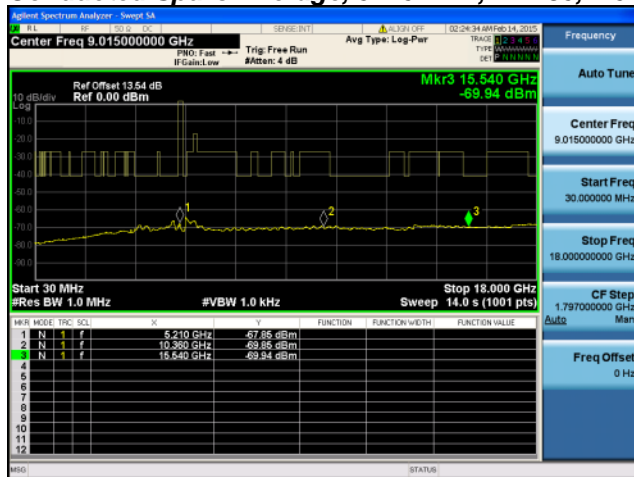 Agilent Spectrum Analyzer - Swept SA
RL RF 50 Ω DC SENSE:INT ALIGN OFF 02:24:34 AM Feb 14, 2015
Center Freq 9.015000000 GHz
PNO: Fast
IFGain:Low
Trig: Free Run
#Atten: 4 dB
Avg Type: Log-Pwr
TRACE 1 2 3 4 5 6
TYPE
DET P N N N N N
Frequency
Auto Tune
Center Freq
9.015000000 GHz
Start Freq
30.000000 MHz
Stop Freq
18.000000000 GHz
CF Step
1.797000000 GHz
Auto Man
Freq Offset
0 Hz
Mkr3 15.540 GHz
-69.94 dBm
Ref Offset 13.54 dB
10 dB/div Ref 0.00 dBm
Log
-10.0
-20.0
-30.0
-40.0
-50.0
-60.0
-70.0
-80.0
-90.0
1
2
3
Start 30 MHz Stop 18.000 GHz
#Res BW 1.0 MHz #VBW 1.0 kHz Sweep 14.0 s (1001 pts)
MKR MODE TRC SCL X Y FUNCTION FUNCTION WIDTH FUNCTION VALUE
1 N 1 f 5.210 GHz -67.85 dBm
2 N 1 f 10.360 GHz -69.85 dBm
3 N 1 f 15.540 GHz -69.94 dBm
4
5
6
7
8
9
10
11
12
MSG STATUS